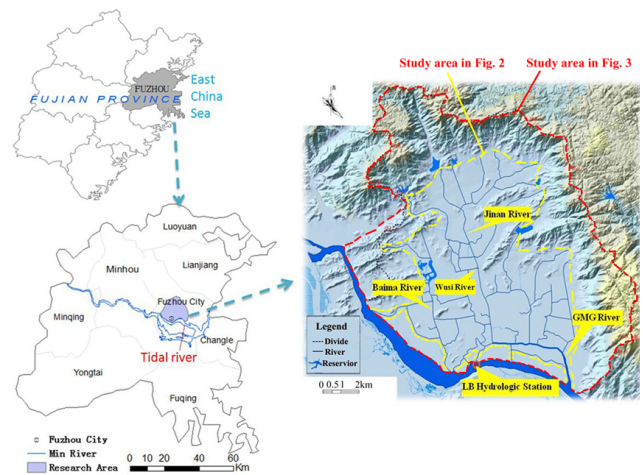 FUZHOU
FUJIAN PROVINCE
East
China
Sea
Luoyuan
Minhou
Lianjiang
Fuzhou City
Minqing
Changle
Tidal river
Yongtai
Fuqing
Fuzhou City
Min River
Research Area
0 10 20 40 60
Km
Study area in Fig. 2
Study area in Fig. 3
Jinan River
Baima River
Wusi River
GMG River
LB Hydrologic Station
Legend
Divide
River
Reservior
0 0.5 1 2km